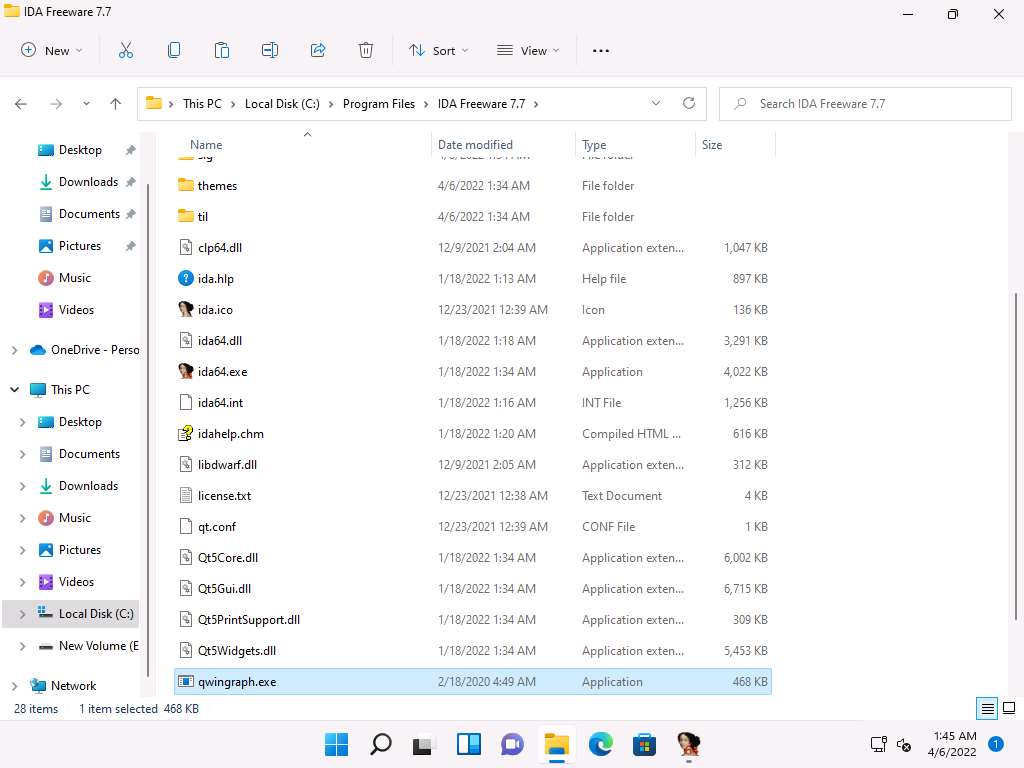 IDA Freeware 7.7
New
Sort
View
This PC
Local Disk (C:)
Program Files
IDA Freeware 7.7
Search IDA Freeware 7.7
Name Date modified Type Size
Desktop
Downloads
Documents
Pictures
Music
Videos
OneDrive - Perso
This PC
Desktop
Documents
Downloads
Music
Pictures
Videos
Local Disk (C:)
New Volume (E
Network
themes 4/6/2022 1:34 AM File folder
til 4/6/2022 1:34 AM File folder
clp64.dll 12/9/2021 2:04 AM Application exten... 1,047 KB
ida.hlp 1/18/2022 1:13 AM Help file 897 KB
ida.ico 12/23/2021 12:39 AM Icon 136 KB
ida64.dll 1/18/2022 1:18 AM Application exten... 3,291 KB
ida64.exe 1/18/2022 1:34 AM Application 4,022 KB
ida64.int 1/18/2022 1:16 AM INT File 1,256 KB
idahelp.chm 1/18/2022 1:20 AM Compiled HTML ... 616 KB
libdwarf.dll 12/9/2021 2:05 AM Application exten... 312 KB
license.txt 12/23/2021 12:38 AM Text Document 4 KB
qt.conf 12/23/2021 12:39 AM CONF File 1 KB
Qt5Core.dll 1/18/2022 1:34 AM Application exten... 6,002 KB
Qt5Gui.dll 1/18/2022 1:34 AM Application exten... 6,715 KB
Qt5PrintSupport.dll 1/18/2022 1:34 AM Application exten... 309 KB
Qt5Widgets.dll 1/18/2022 1:34 AM Application exten... 5,453 KB
qwingraph.exe 2/18/2020 4:49 AM Application 468 KB
28 items 1 item selected 468 KB
1:45 AM
4/6/2022
1